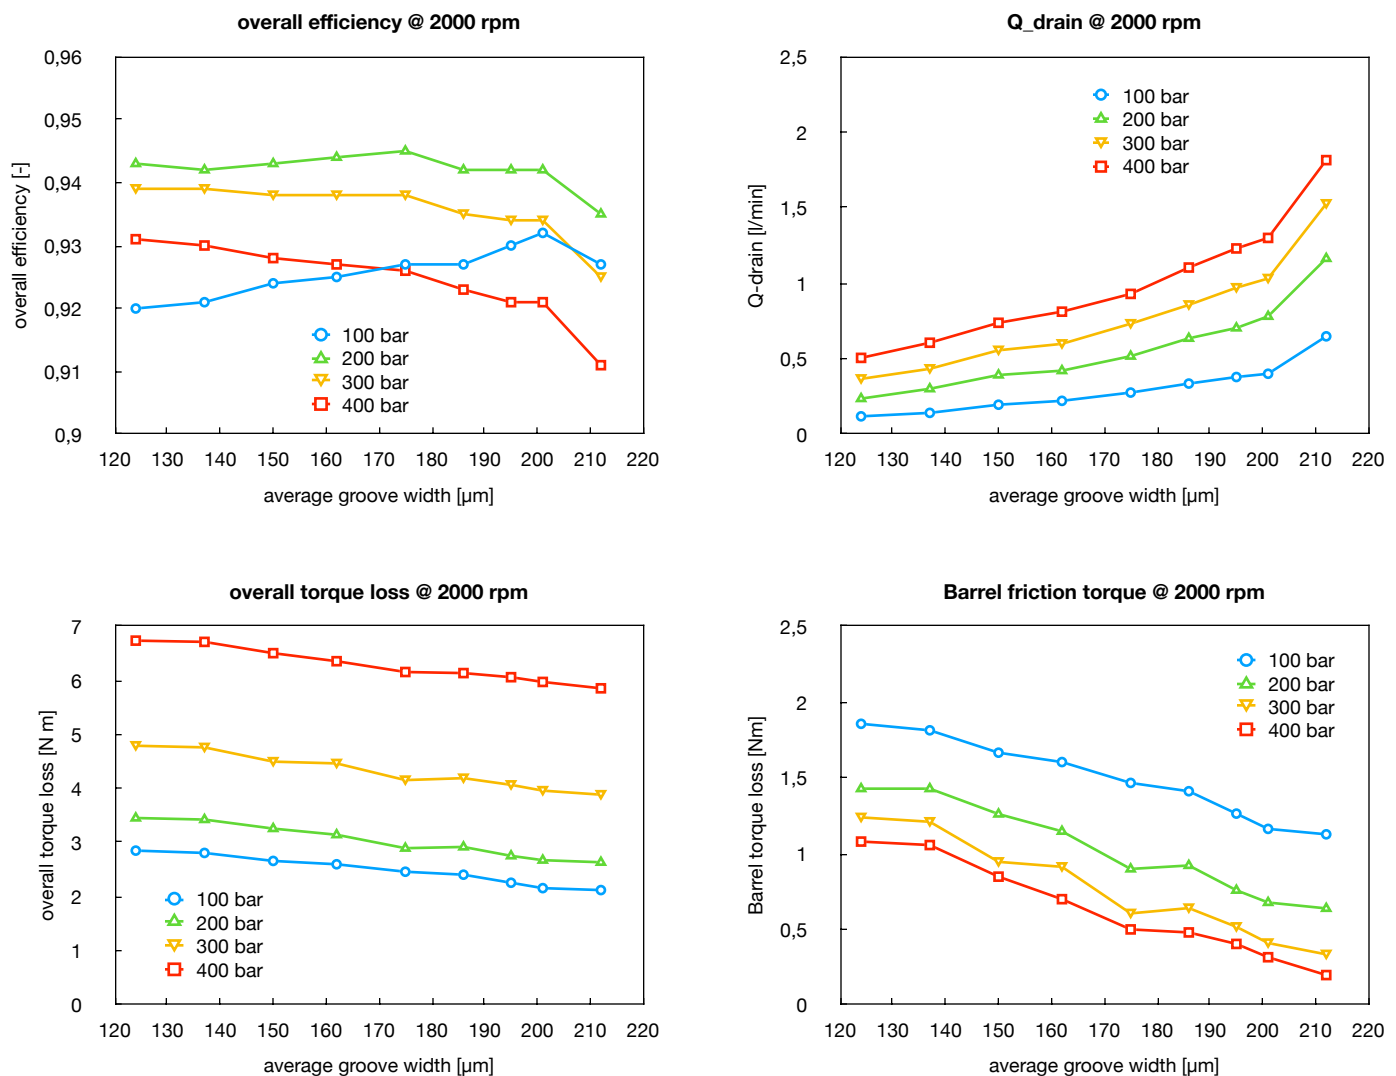 overall efficiency @ 2000 rpm
0,96
0,95
0,94
0,93
0,92
0,91
0,9
overall efficiency [-]
100 bar
200 bar
300 bar
400 bar
120 130 140 150 160 170 180 190 200 210 220
average groove width [µm]
Q_drain @ 2000 rpm
2,5
2
1,5
1
0,5
0
Q-drain [l/min]
100 bar
200 bar
300 bar
400 bar
120 130 140 150 160 170 180 190 200 210 220
average groove width [µm]
overall torque loss @ 2000 rpm
7
6
5
4
3
2
1
0
overall torque loss [N m]
100 bar
200 bar
300 bar
400 bar
120 130 140 150 160 170 180 190 200 210 220
average groove width [µm]
Barrel friction torque @ 2000 rpm
2,5
2
1,5
1
0,5
0
Barrel torque loss [Nm]
100 bar
200 bar
300 bar
400 bar
120 130 140 150 160 170 180 190 200 210 220
average groove width [µm]